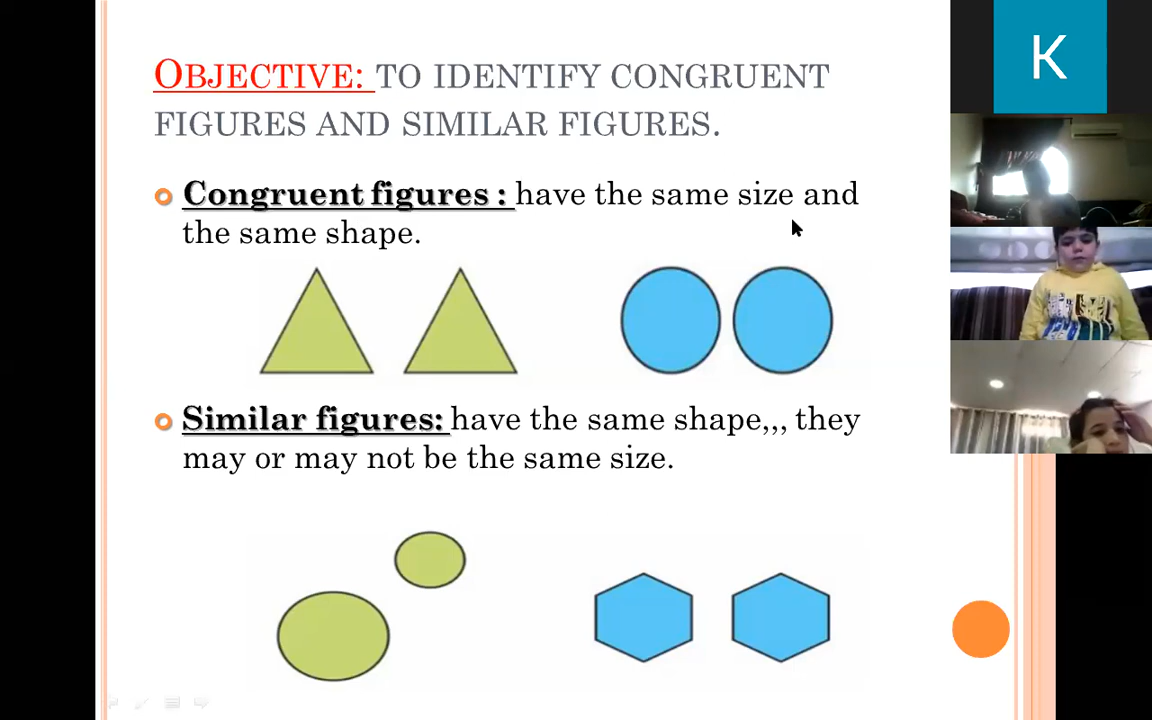 OBJECTIVE: TO IDENTIFY CONGRUENT
FIGURES AND SIMILAR FIGURES.
Congruent figures : have the same size and
the same shape.
Similar figures: have the same shape,,, they
may or may not be the same size.
K